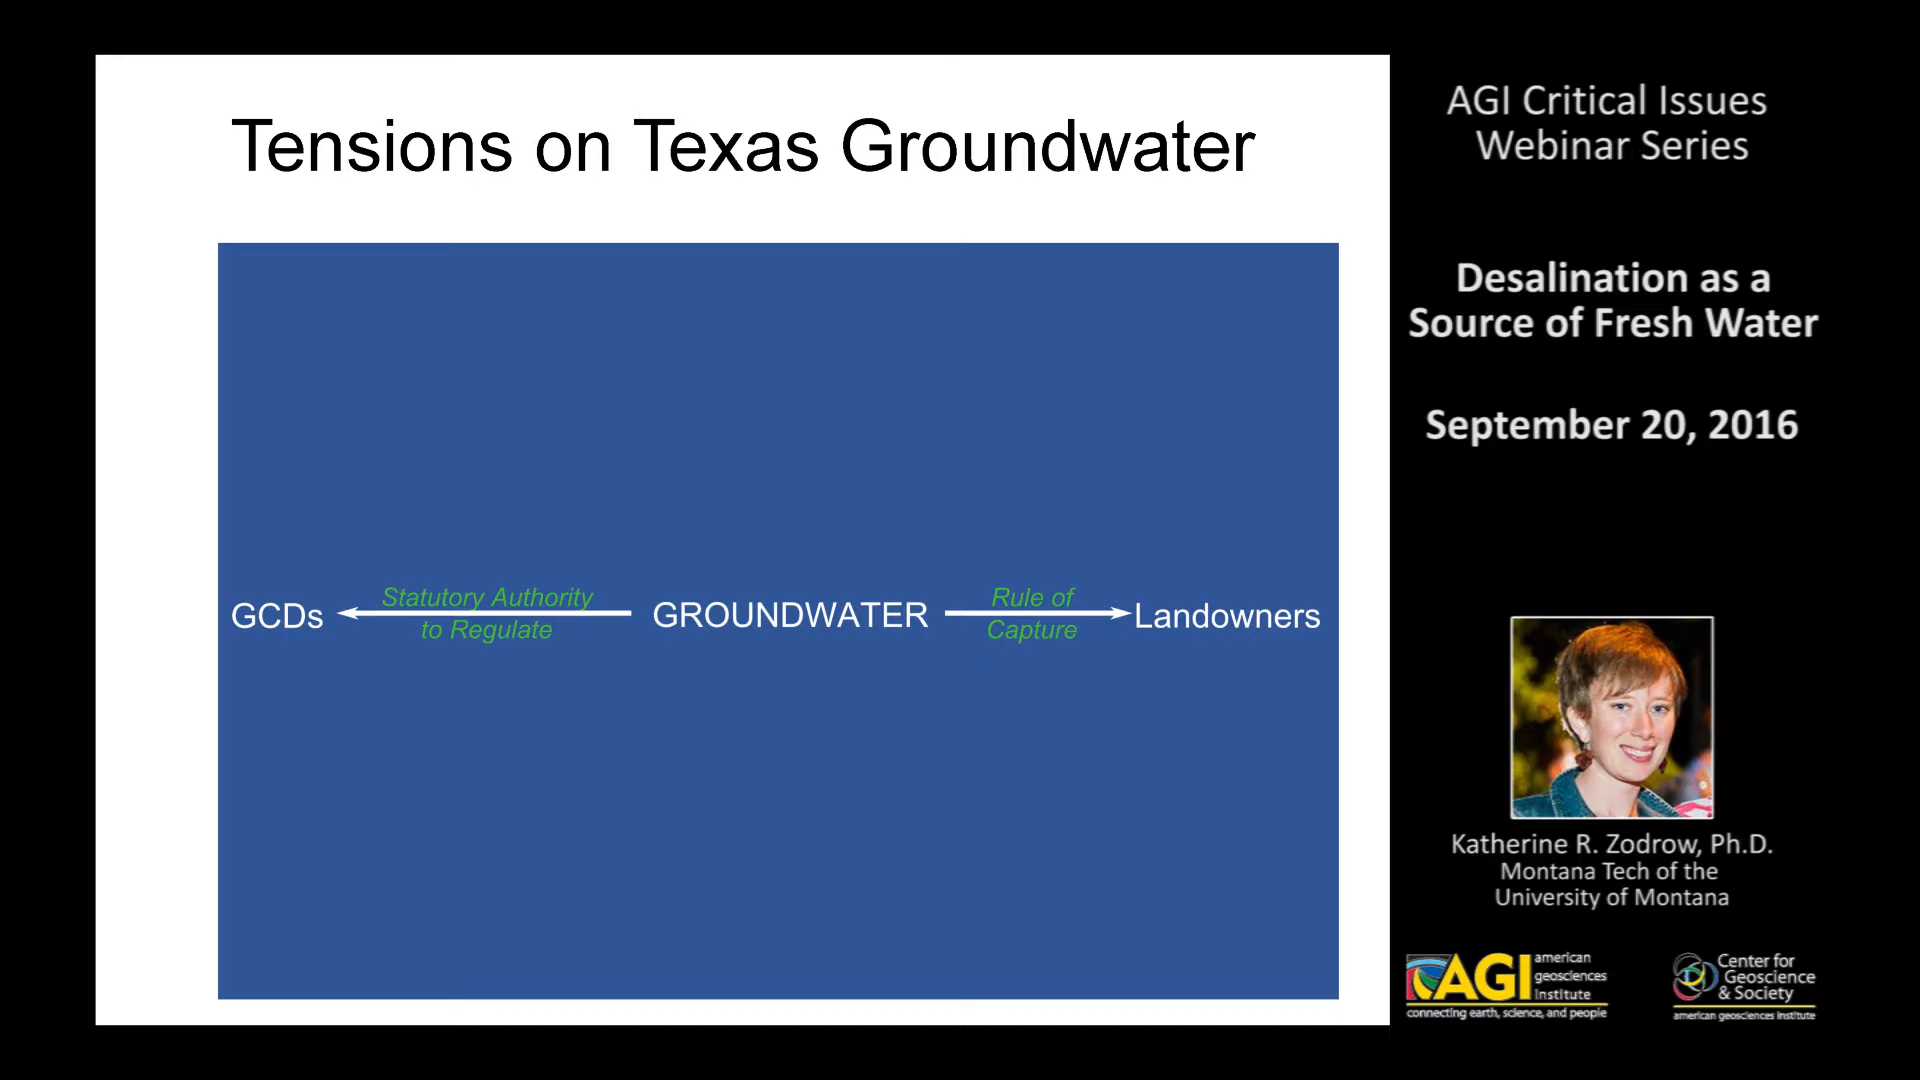 Tensions on Texas Groundwater
GCDs
Statutory Authority
to Regulate
GROUNDWATER
Rule of
Capture
Landowners
AGI Critical Issues
Webinar Series
Desalination as a
Source of Fresh Water
September 20, 2016
Katherine R. Zodrow, Ph.D.
Montana Tech of the
University of Montana
AGI
american
geosciences
institute
connecting earth, science, and people
Center for
Geoscience
& Society
american geosciences institute